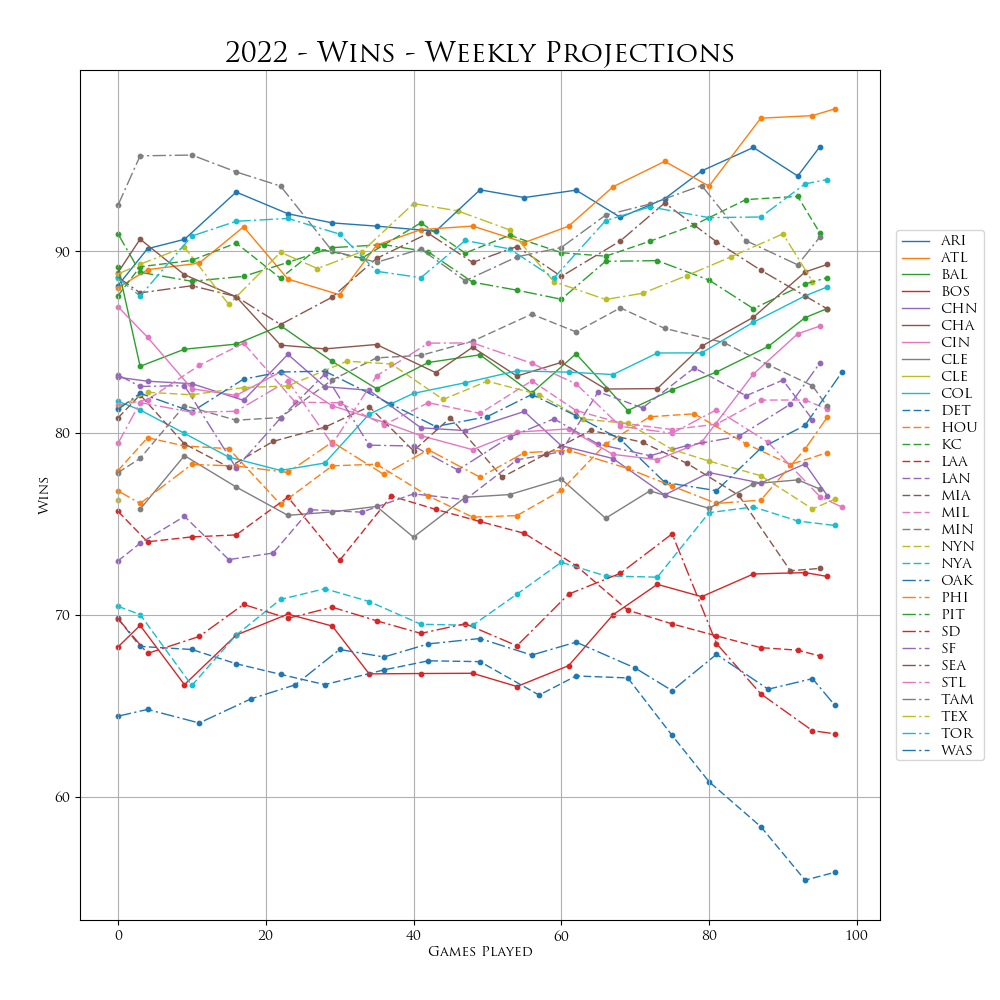 2022 - Wins - Weekly Projections
90
80
70
60
Wins
0 20 40 60 80 100
Games Played
ARI
ATL
BAL
BOS
CHN
CHA
CIN
CLE
CLE
COL
DET
HOU
KC
LAA
LAN
MIA
MIL
MIN
NYN
NYA
OAK
PHI
PIT
SD
SF
SEA
STL
TAM
TEX
TOR
WAS